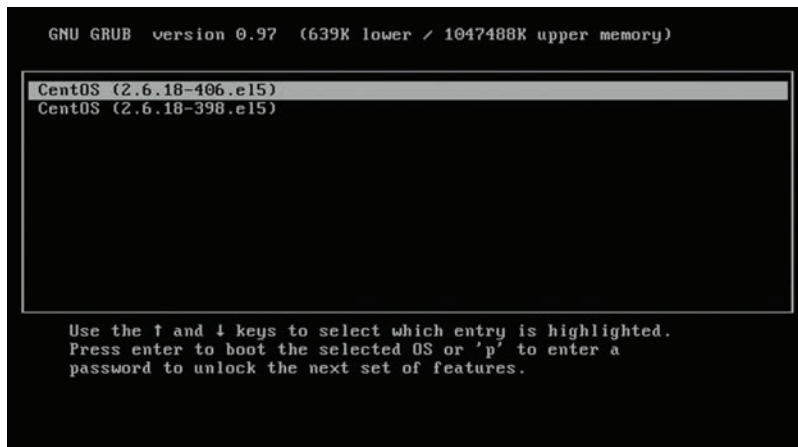 GNU GRUB version 0.97 (639K lower / 1047488K upper memory)
CentOS (2.6.18-406.el5)
CentOS (2.6.18-398.el5)
Use the ↑ and ↓ keys to select which entry is highlighted.
Press enter to boot the selected OS or 'p' to enter a
password to unlock the next set of features.